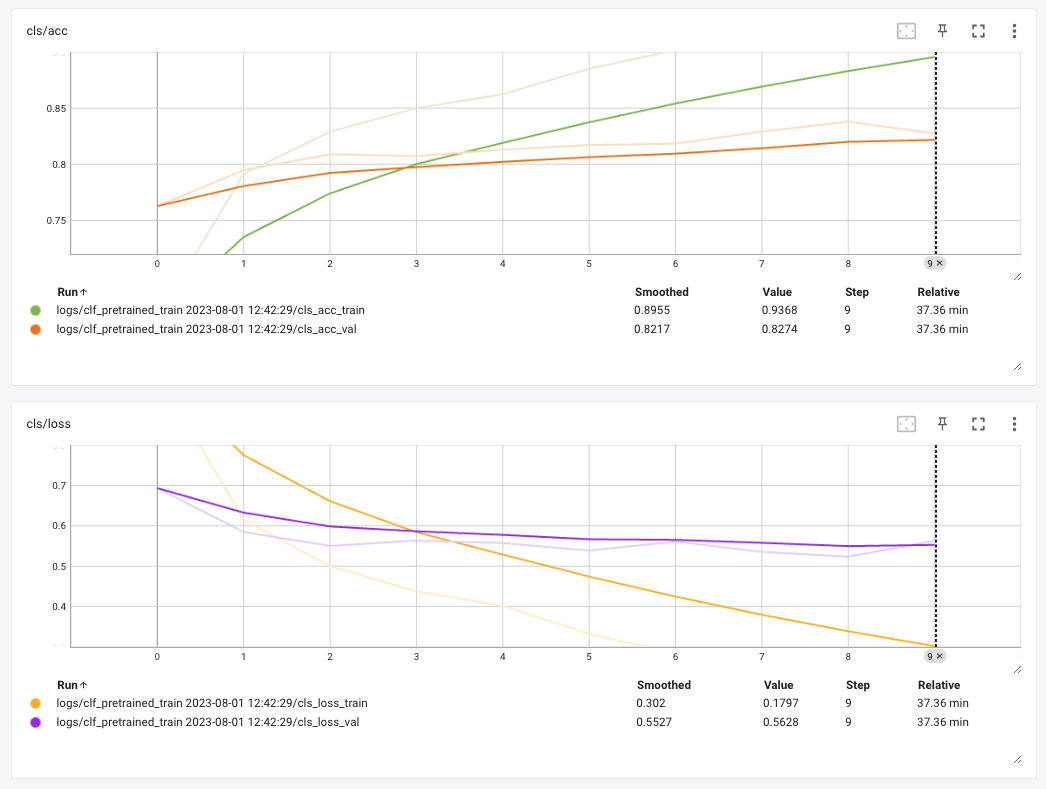 cls/acc
0.85
0.8
0.75
0 1 2 3 4 5 6 7 8 9 ×
Run↑ Smoothed Value Step Relative
logs/clf_pretrained_train 2023-08-01 12:42:29/cls_acc_train 0.8955 0.9368 9 37.36 min
logs/clf_pretrained_train 2023-08-01 12:42:29/cls_acc_val 0.8217 0.8274 9 37.36 min
cls/loss
0.7
0.6
0.5
0.4
0 1 2 3 4 5 6 7 8 9 ×
Run↑ Smoothed Value Step Relative
logs/clf_pretrained_train 2023-08-01 12:42:29/cls_loss_train 0.302 0.1797 9 37.36 min
logs/clf_pretrained_train 2023-08-01 12:42:29/cls_loss_val 0.5527 0.5628 9 37.36 min